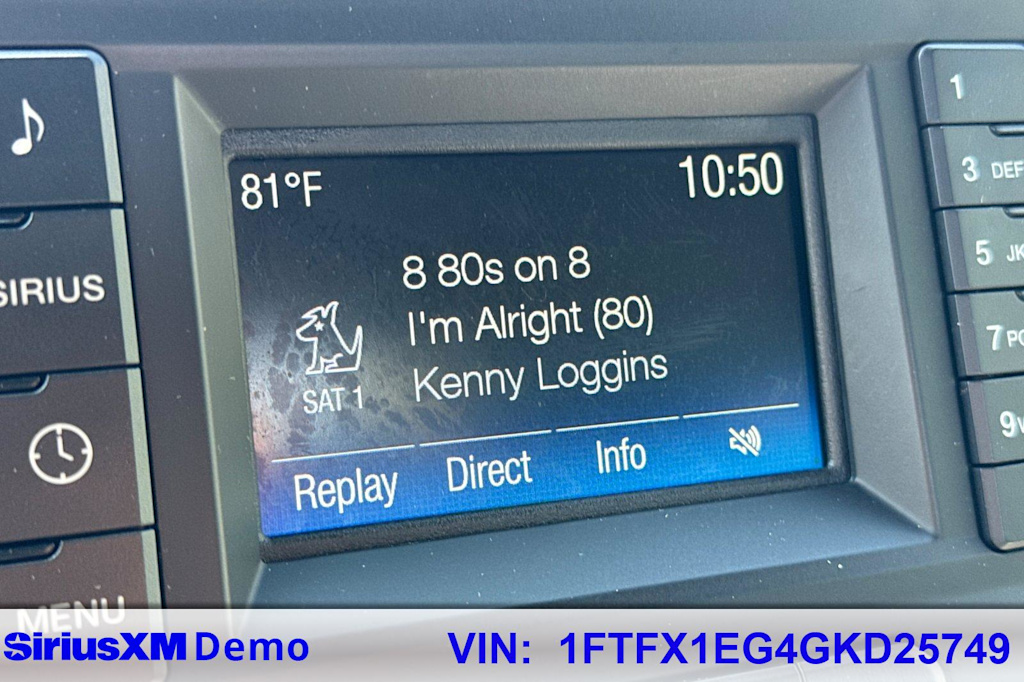 81°F 10:50
8 80s on 8
I'm Alright (80)
Kenny Loggins
SAT 1
Replay Direct Info
SIRIUS
MENU
1
3 DEF
5 JK
7
9
SiriusXM Demo VIN: 1FTFX1EG4GKD25749